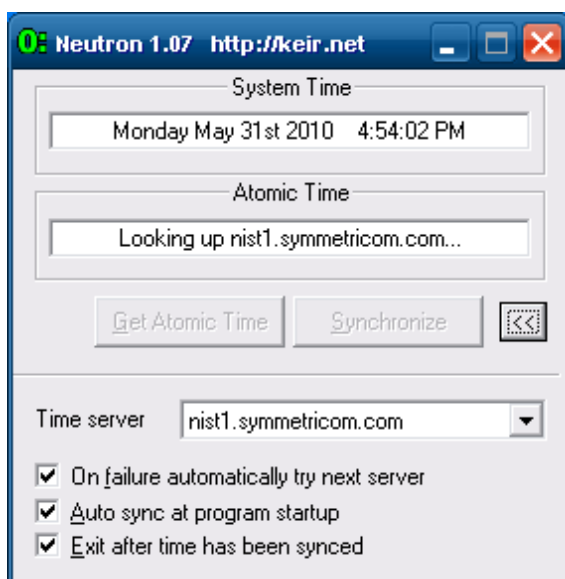 Neutron 1.07 http://keir.net
System Time
Monday May 31st 2010 4:54:02 PM
Atomic Time
Looking up nist1.symmetricom.com...
Get Atomic Time Synchronize <<
Time server nist1.symmetricom.com
On failure automatically try next server
Auto sync at program startup
Exit after time has been synced